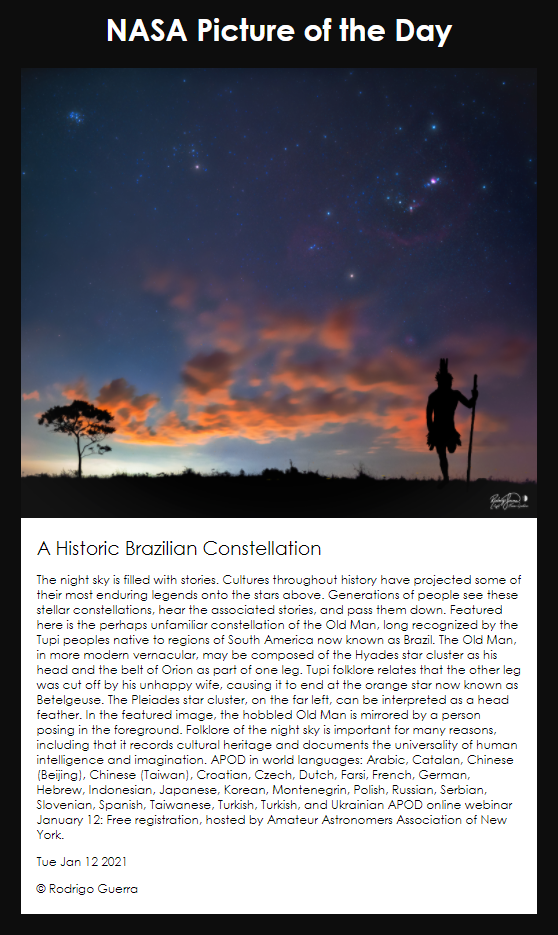 NASA Picture of the Day
A Historic Brazilian Constellation
The night sky is filled with stories. Cultures throughout history have projected some of
their most enduring legends onto the stars above. Generations of people see these
stellar constellations, hear the associated stories, and pass them down. Featured
here is the perhaps unfamiliar constellation of the Old Man, long recognized by the
Tupi peoples native to regions of South America now known as Brazil. The Old Man,
in more modern vernacular, may be composed of the Hyades star cluster as his
head and the belt of Orion as part of one leg. Tupi folklore relates that the other leg
was cut off by his unhappy wife, causing it to end at the orange star now known as
Betelgeuse. The Pleiades star cluster, on the far left, can be interpreted as a head
feather. In the featured image, the hobbled Old Man is mirrored by a person
posing in the foreground. Folklore of the night sky is important for many reasons,
including that it records cultural heritage and documents the universality of human
intelligence and imagination. APOD in world languages: Arabic, Catalan, Chinese
(Beijing), Chinese (Taiwan), Croatian, Czech, Dutch, Farsi, French, German,
Hebrew, Indonesian, Japanese, Korean, Montenegrin, Polish, Russian, Serbian,
Slovenian, Spanish, Taiwanese, Turkish, Turkish, and Ukrainian APOD online webinar
January 12: Free registration, hosted by Amateur Astronomers Association of New
York.
Tue Jan 12 2021
© Rodrigo Guerra